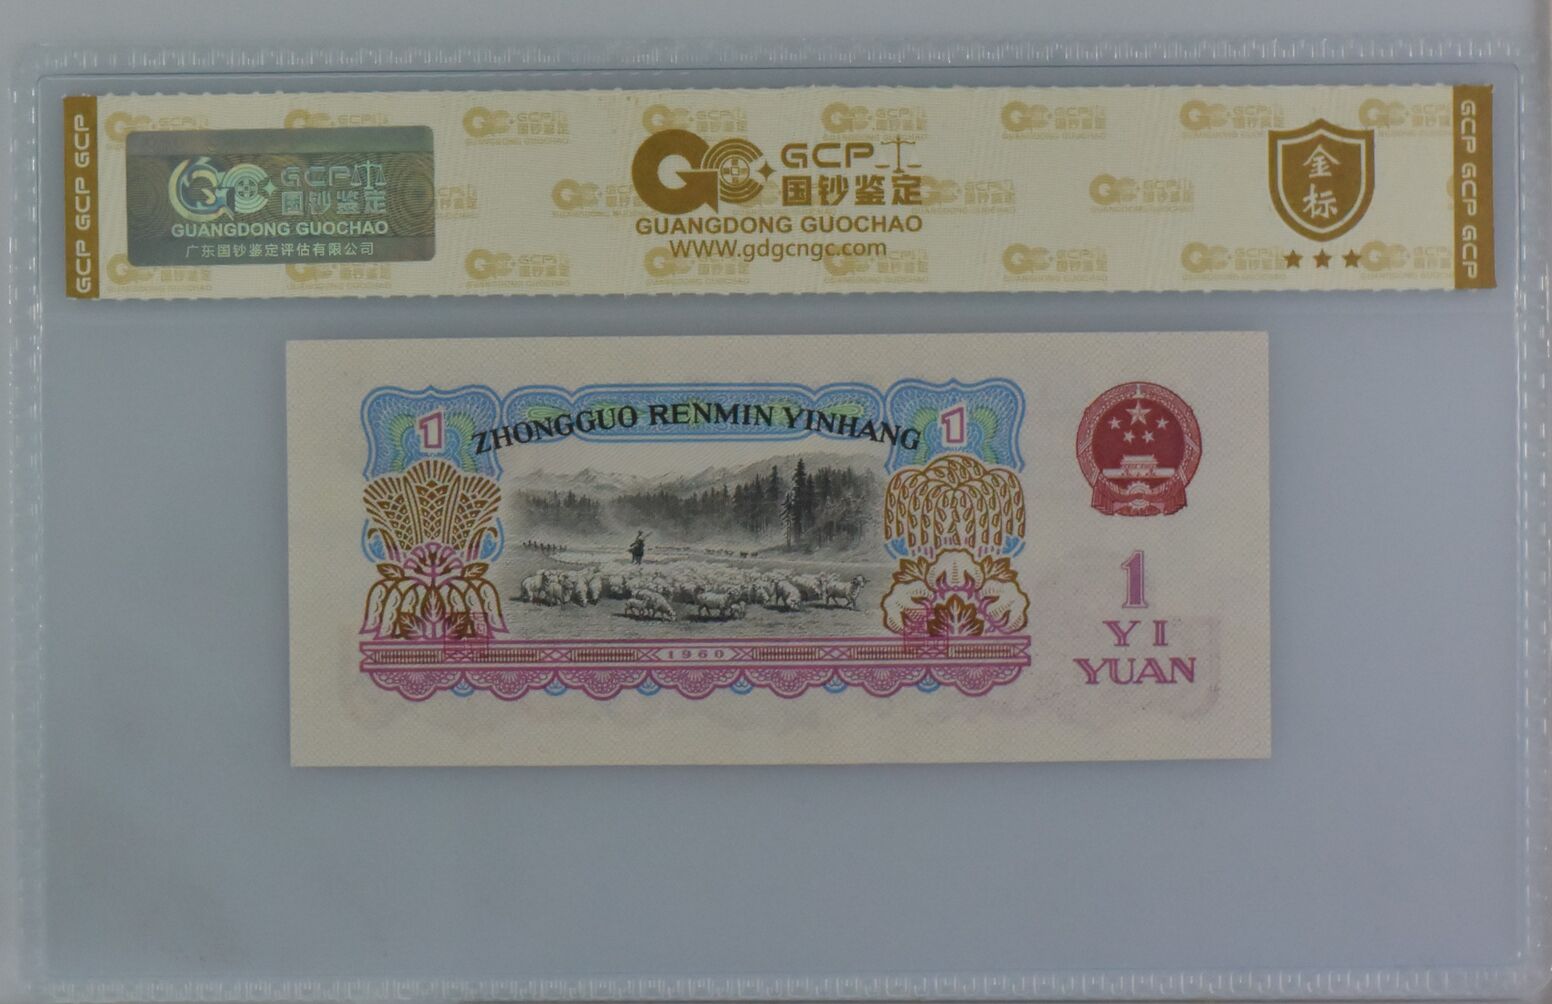 GCP GCP GCP
GCP
国钞鉴定
GUANGDONG GUOCHAO
广东国钞鉴定评估有限公司
GCP
国钞鉴定
GUANGDONG GUOCHAO
WWW.gdgcngc.com
金
标
GCP GCP GCP
1
ZHONGGUO RENMIN YINHANG
1
1960
1
YI
YUAN